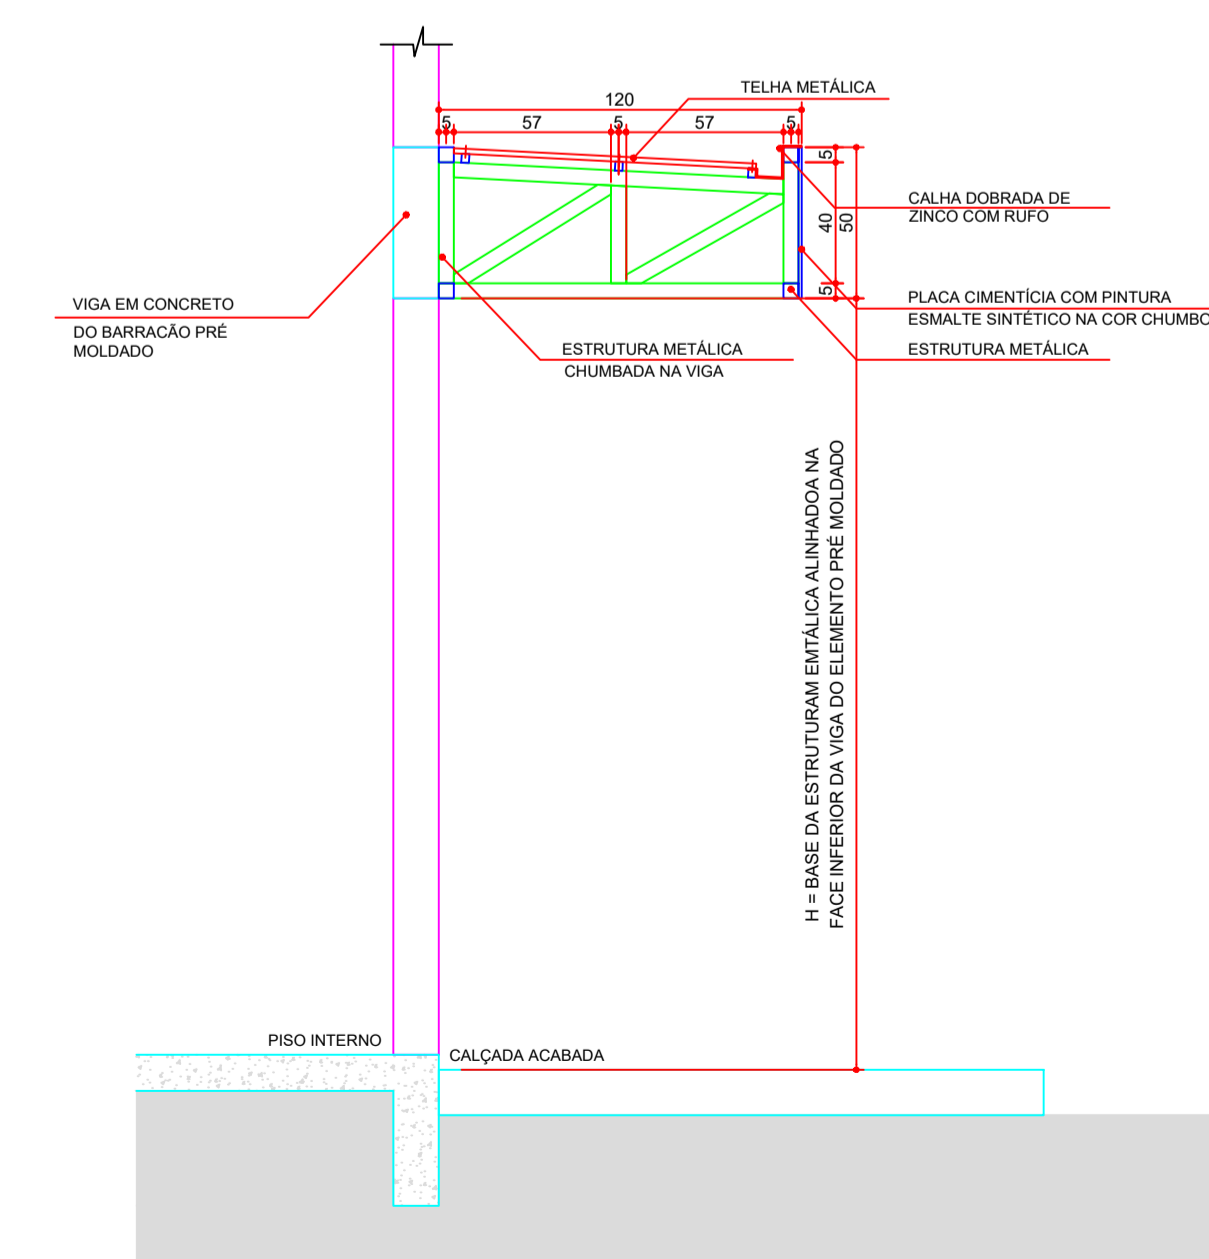 TELHA METÁLICA
120
5
57
5
57
5
5
40
50
5
CALHA DOBRADA DE
ZINCO COM RUFO
PLACA CIMENTÍCIA COM PINTURA
ESMALTE SINTÉTICO NA COR CHUMBO
ESTRUTURA METÁLICA
VIGA EM CONCRETO
DO BARRACÃO PRÉ
MOLDADO
ESTRUTURA METÁLICA
CHUMBADA NA VIGA
H = BASE DA ESTRUTURAM EMTÁLICA ALINHADOA NA
FACE INFERIOR DA VIGA DO ELEMENTO PRÉ MOLDADO
PISO INTERNO
CALÇADA ACABADA